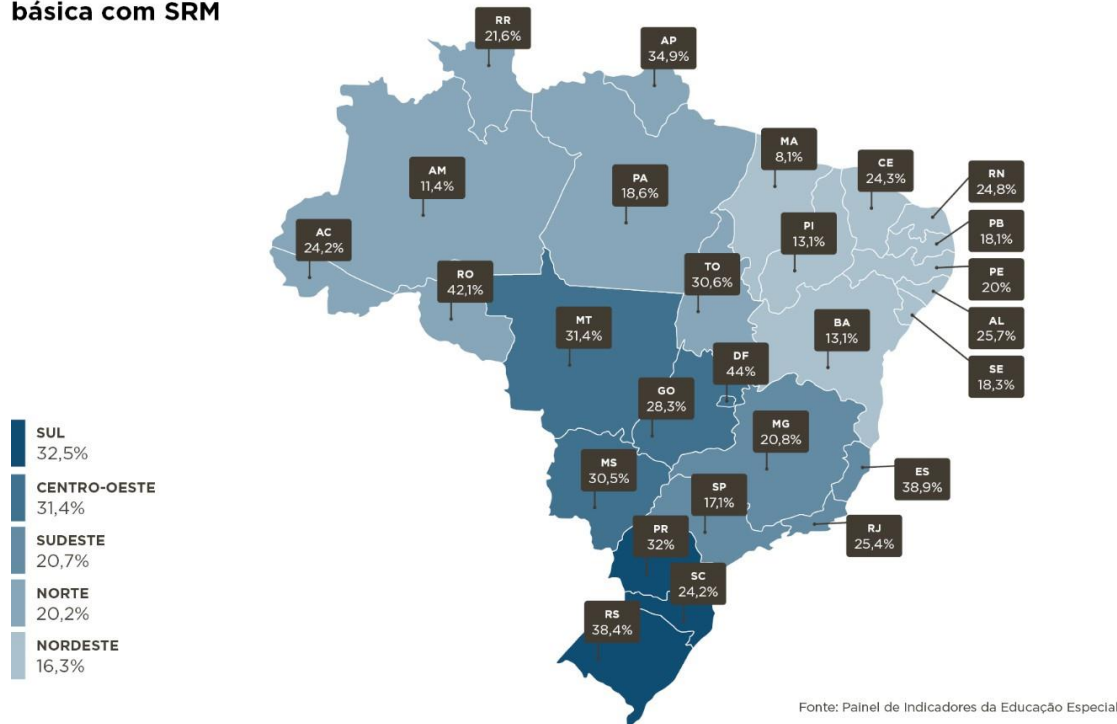 básica com SRM
RR
21,6%
AP
34,9%
MA
8,1%
CE
24,3%
RN
24,8%
AM
11,4%
PA
18,6%
PI
13,1%
PB
18,1%
AC
24,2%
RO
42,1%
TO
30,6%
PE
20%
MT
31,4%
BA
13,1%
AL
25,7%
DF
44%
SE
18,3%
GO
28,3%
MG
20,8%
MS
30,5%
SP
17,1%
ES
38,9%
PR
32%
RJ
25,4%
SC
24,2%
RS
38,4%
SUL
32,5%
CENTRO-OESTE
31,4%
SUDESTE
20,7%
NORTE
20,2%
NORDESTE
16,3%
Fonte: Painel de Indicadores da Educação Especial